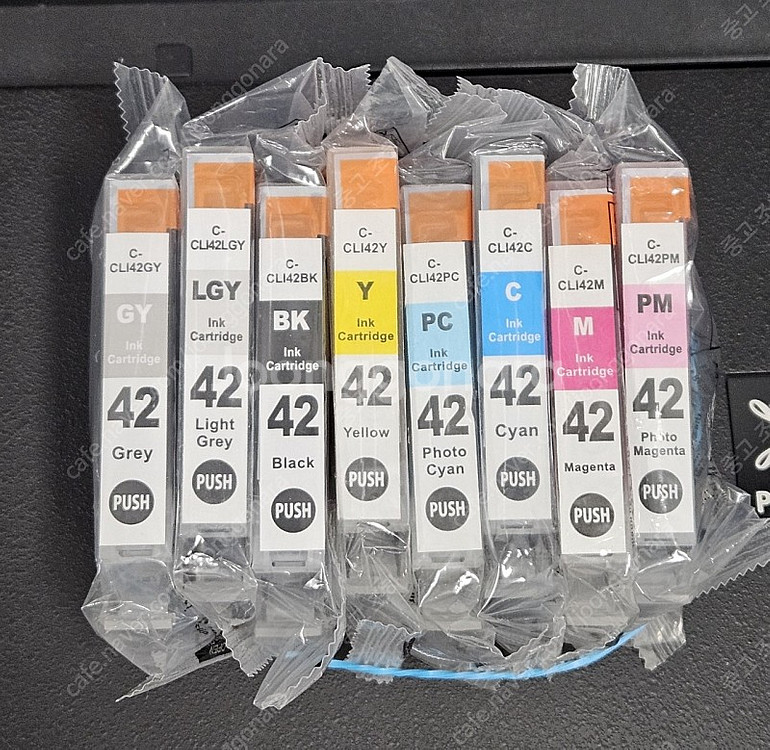 C-
CLI42GY
GY
Ink
Cartridge
42
Grey
PUSH
C-
CLI42LGY
LGY
Ink
Cartridge
42
Light
Grey
PUSH
C-
CLI42BK
BK
Ink
Cartridge
42
Black
PUSH
C-
CLI42Y
Y
Ink
Cartridge
42
Yellow
PUSH
C-
CLI42PC
PC
Ink
Cartridge
42
Photo
Cyan
PUSH
C-
CLI42C
C
Ink
Cartridge
42
Cyan
PUSH
C-
CLI42M
M
Ink
Cartridge
42
Magenta
PUSH
C-
CLI42PM
PM
Ink
Cartridge
42
Photo
Magenta
PUSH